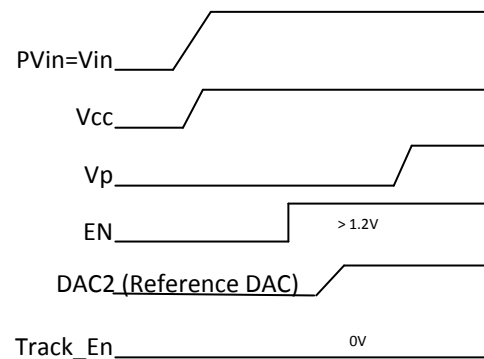 PVin=Vin
Vcc
Vp
EN
> 1.2V
DAC2 (Reference DAC)
Track_En
0V